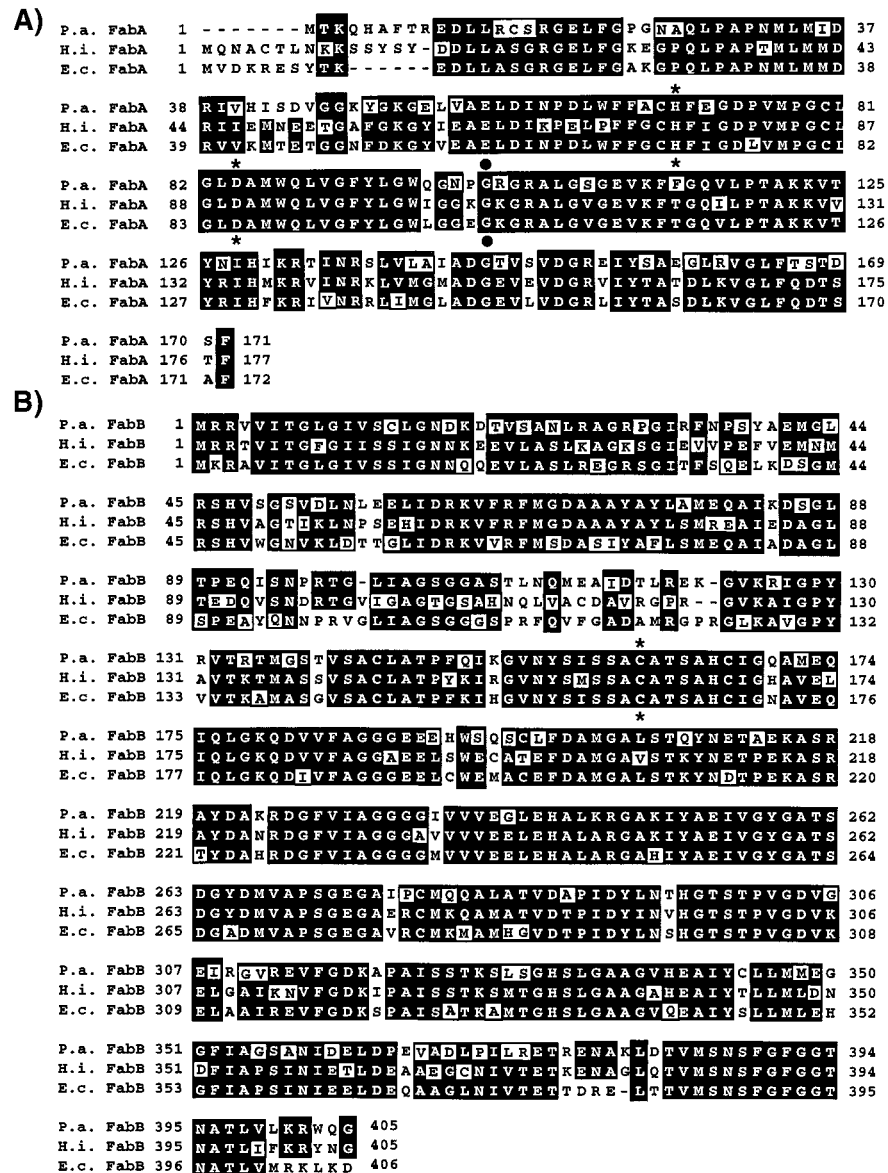 A)
P.a. FabA 1 -------MTKQHAFTREDLLRCSRGELFGPGNAQLPAPNMLMID 37
H.i. FabA 1 MQNACTLNKKSSYSY-DDLLASGRGELFGKEGPQLPAPTMLMMD 43
E.c. FabA 1 MVDKRESYTK------EDLLASGRGELFGAKGPQLPAPNMLMMD 38
*
P.a. FabA 38 RIVHISDVGGKYGKGELVAELDINPDLWFFACHFEGDPVMPGCL 81
H.i. FabA 44 RIIEMNEETGAFGKGYIEAELDIKPELPFFGCHFIGDPVMPGCL 87
E.c. FabA 39 RVVKMTETGGNFDKGYVEAELDINPDLWFFGCHFIGDLVMPGCL 82
* ● *
P.a. FabA 82 GLDAMWQLVGFYLGWQGNPGRGRALGSGEVKFFGQVLPTAKKVT 125
H.i. FabA 88 GLDAMWQLVGFYLGWIGGKGKGRALGVGEVKFTGQILPTAKKVV 131
E.c. FabA 83 GLDAMWQLVGFYLGWLGGEGKGRALGVGEVKFTGQVLPTAKKVT 126
* ●
P.a. FabA 126 YNIHIKRTINRSLVLAIADGTVSVDGREIYSAEGLRVGLFTSTD 169
H.i. FabA 132 YRIHMKRVINRKLVMGMADGEVEVDGRVIYTATDLKVGLFQDTS 175
E.c. FabA 127 YRIHFKRIVNRRLIMGLADGEVLVDGRLIYTASDLKVGLFQDTS 170
P.a. FabA 170 SF 171
H.i. FabA 176 TF 177
E.c. FabA 171 AF 172
B)
P.a. FabB 1 MRRVVITGLGIVSCLGNDKDTVSANLRAGRPGIRFNPSYAEMGL 44
H.i. FabB 1 MRRTVITGFGIISSIGNNKEEVLASLKAGKSGIEVVPEFVEMNM 44
E.c. FabB 1 MKRAVITGLGIVSSIGNNQQEVLASLREGRSGITFSQELKDSGM 44
P.a. FabB 45 RSHVSGSVDLNLEELIDRKVFRFMGDAAAYAYLAMEQAIKDSGL 88
H.i. FabB 45 RSHVAGTIKLNPSEHIDRKVFRFMGDAAAYAYLSMREAIEDAGL 88
E.c. FabB 45 RSHVWGNVKLDTTGLIDRKVVRFMSDASIYAFLSMEQAIADAGL 88
P.a. FabB 89 TPEQISNPRTG-LIAGSGGASTLNQMEAIDTLREK-GVKRIGPY 130
H.i. FabB 89 TEDQVSNDRTGVIGAGTGSAHNQLVACDAVRGPR--GVKAIGPY 130
E.c. FabB 89 SPEAYQNNPRVGLIAGSGGGSPRFQVFGADAMRGPRGLKAVGPY 132
*
P.a. FabB 131 RVTRTMGSTVSACLATPFQIKGVNYSISSACATSAHCIGQAMEQ 174
H.i. FabB 131 AVTKTMASSVSACLATPYKIRGVNYSMSSACATSAHCIGHAVEL 174
E.c. FabB 133 VVTKAMASGVSACLATPFKIHGVNYSISSACATSAHCIGNAVEQ 176
*
P.a. FabB 175 IQLGKQDVVFAGGGEEEHWSQSCLFDAMGALSTQYNETAEKASR 218
H.i. FabB 175 IQLGKQDVVFAGGAEELSWECATEFDAMGAVSTKYNETPEKASR 218
E.c. FabB 177 IQLGKQDIVFAGGGEELCWEMACEFDAMGALSTKYNDTPEKASR 220
P.a. FabB 219 AYDAKRDGFVIAGGGGIVVVEGLEHALKRGAKIYAEIVGYGATS 262
H.i. FabB 219 AYDANRDGFVIAGGGAVVVVEELEHALARGAKIYAEIVGYGATS 262
E.c. FabB 221 TYDAHRDGFVIAGGGGMVVVEELEHALARGAHIYAEIVGYGATS 264
P.a. FabB 263 DGYDMVAPSGEGAIPCMQQALATVDAPIDYLNTHGTSTPVGDVG 306
H.i. FabB 263 DGYDMVAPSGEGAERCMKQAMATVDTPIDYINVHGTSTPVGDVK 306
E.c. FabB 265 DGADMVAPSGEGAVRCMKMAMHGVDTPIDYLNSHGTSTPVGDVK 308
P.a. FabB 307 EIRGVREVFGDKAPAISSTKSLSGHSLGAAGVHEAIYCLLMMEG 350
H.i. FabB 307 ELGAIKNVFGDKIPAISSTKSMTGHSLGAAGAHEAIYTLLMLDN 350
E.c. FabB 309 ELAAIREVFGDKSPAISATKAMTGHSLGAAGVQEAIYSLLMLEH 352
P.a. FabB 351 GFIAGSANIDELDPEVADLPILRETRENAKLDTVMSNSFGFGGT 394
H.i. FabB 351 DFIAPSINIETLDEAAEGCNIVTETKENAGLQTVMSNSFGFGGT 394
E.c. FabB 353 GFIAPSINIEELDEQAAGLNIVTETTDRE-LTTVMSNSFGFGGT 395
P.a. FabB 395 NATLVLKRWQG 405
H.i. FabB 395 NATLIFKRYNG 405
E.c. FabB 396 NATLVMRKLKD 406